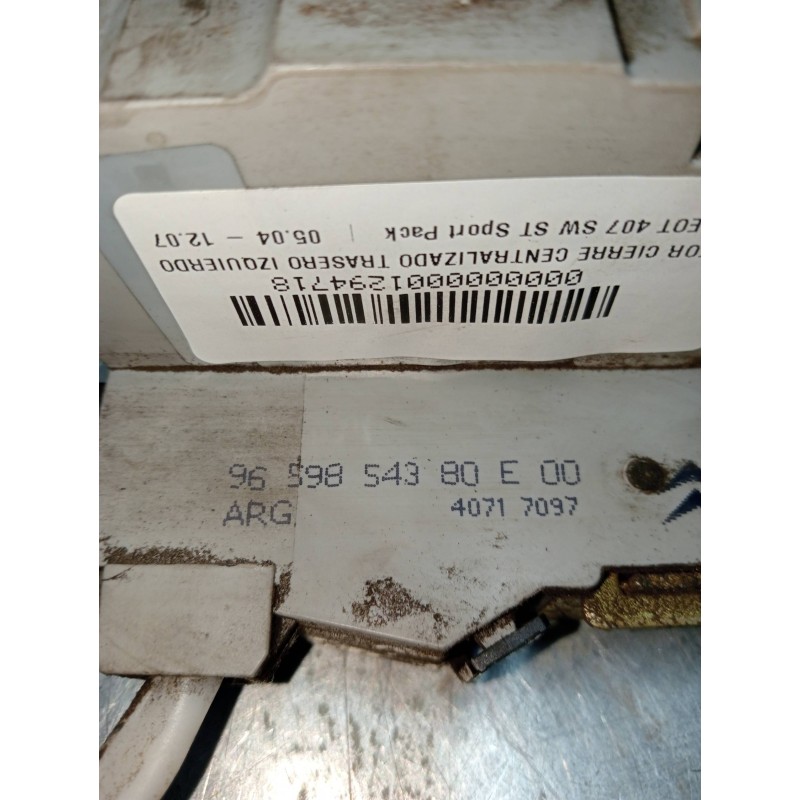 EOT 407 SW ST Sport Pack | 05.04 - 12.07
OR CIERRE CENTRALIZADO TRASERO IZQUIERDO
0000000001294718
96 598 543 80 E 00
ARG
4071 7097